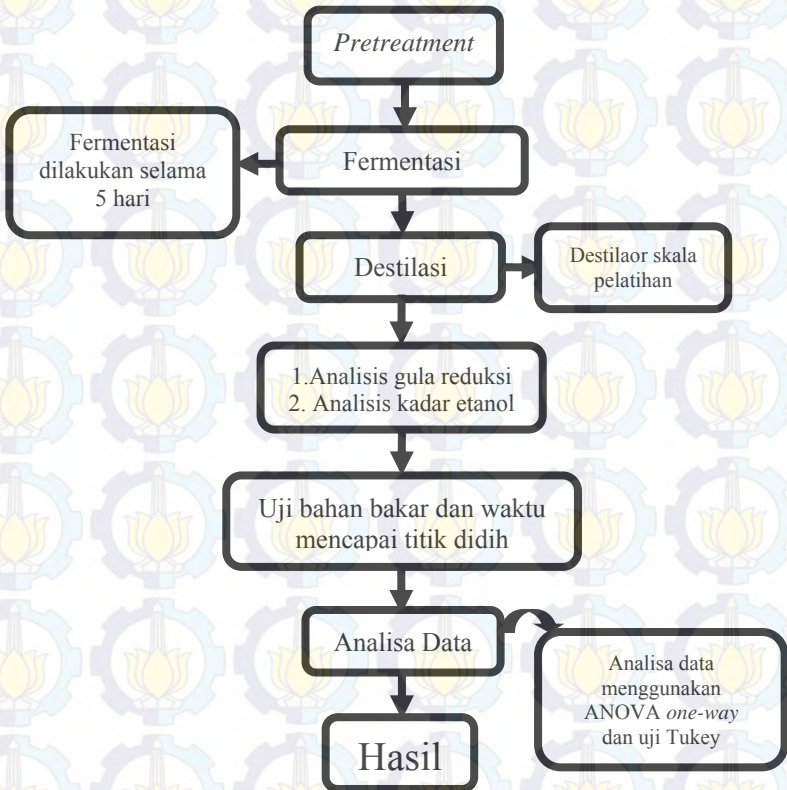 Pretreatment
Fermentasi
dilakukan selama
5 hari
Fermentasi
Destilasi
Destilaor skala
pelatihan
1.Analisis gula reduksi
2. Analisis kadar etanol
Uji bahan bakar dan waktu
mencapai titik didih
Analisa Data
Analisa data
menggunakan
ANOVA one-way
dan uji Tukey
Hasil